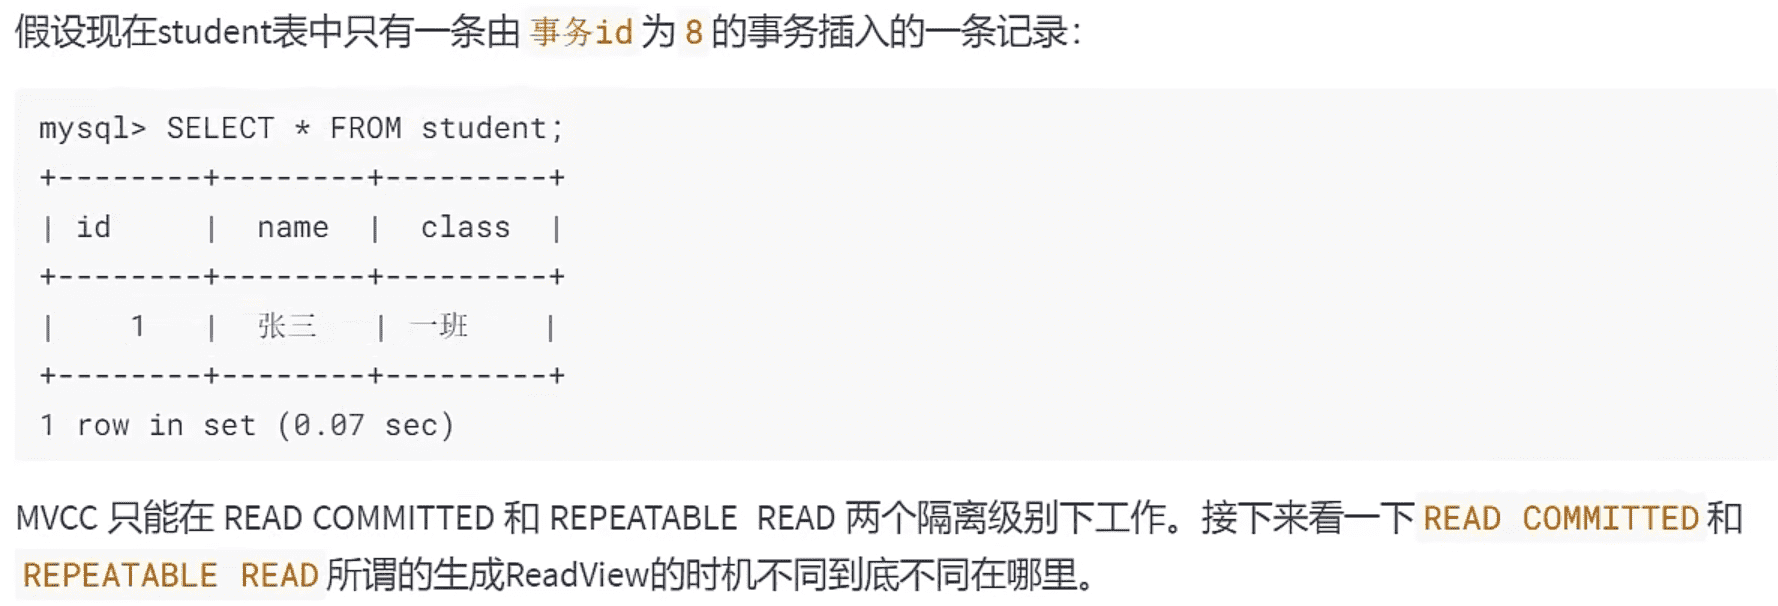 假设现在student表中只有一条由 事务id 为 8 的事务插入的一条记录：
mysql> SELECT * FROM student;
+--------+--------+---------+
| id     |  name  |  class  |
+--------+--------+---------+
|    1   |  张三   | 一班    |
+--------+--------+---------+
1 row in set (0.07 sec)
MVCC 只能在 READ COMMITTED 和 REPEATABLE READ 两个隔离级别下工作。接下来看一下 READ COMMITTED 和
REPEATABLE READ 所谓的生成ReadView的时机不同到底不同在哪里。